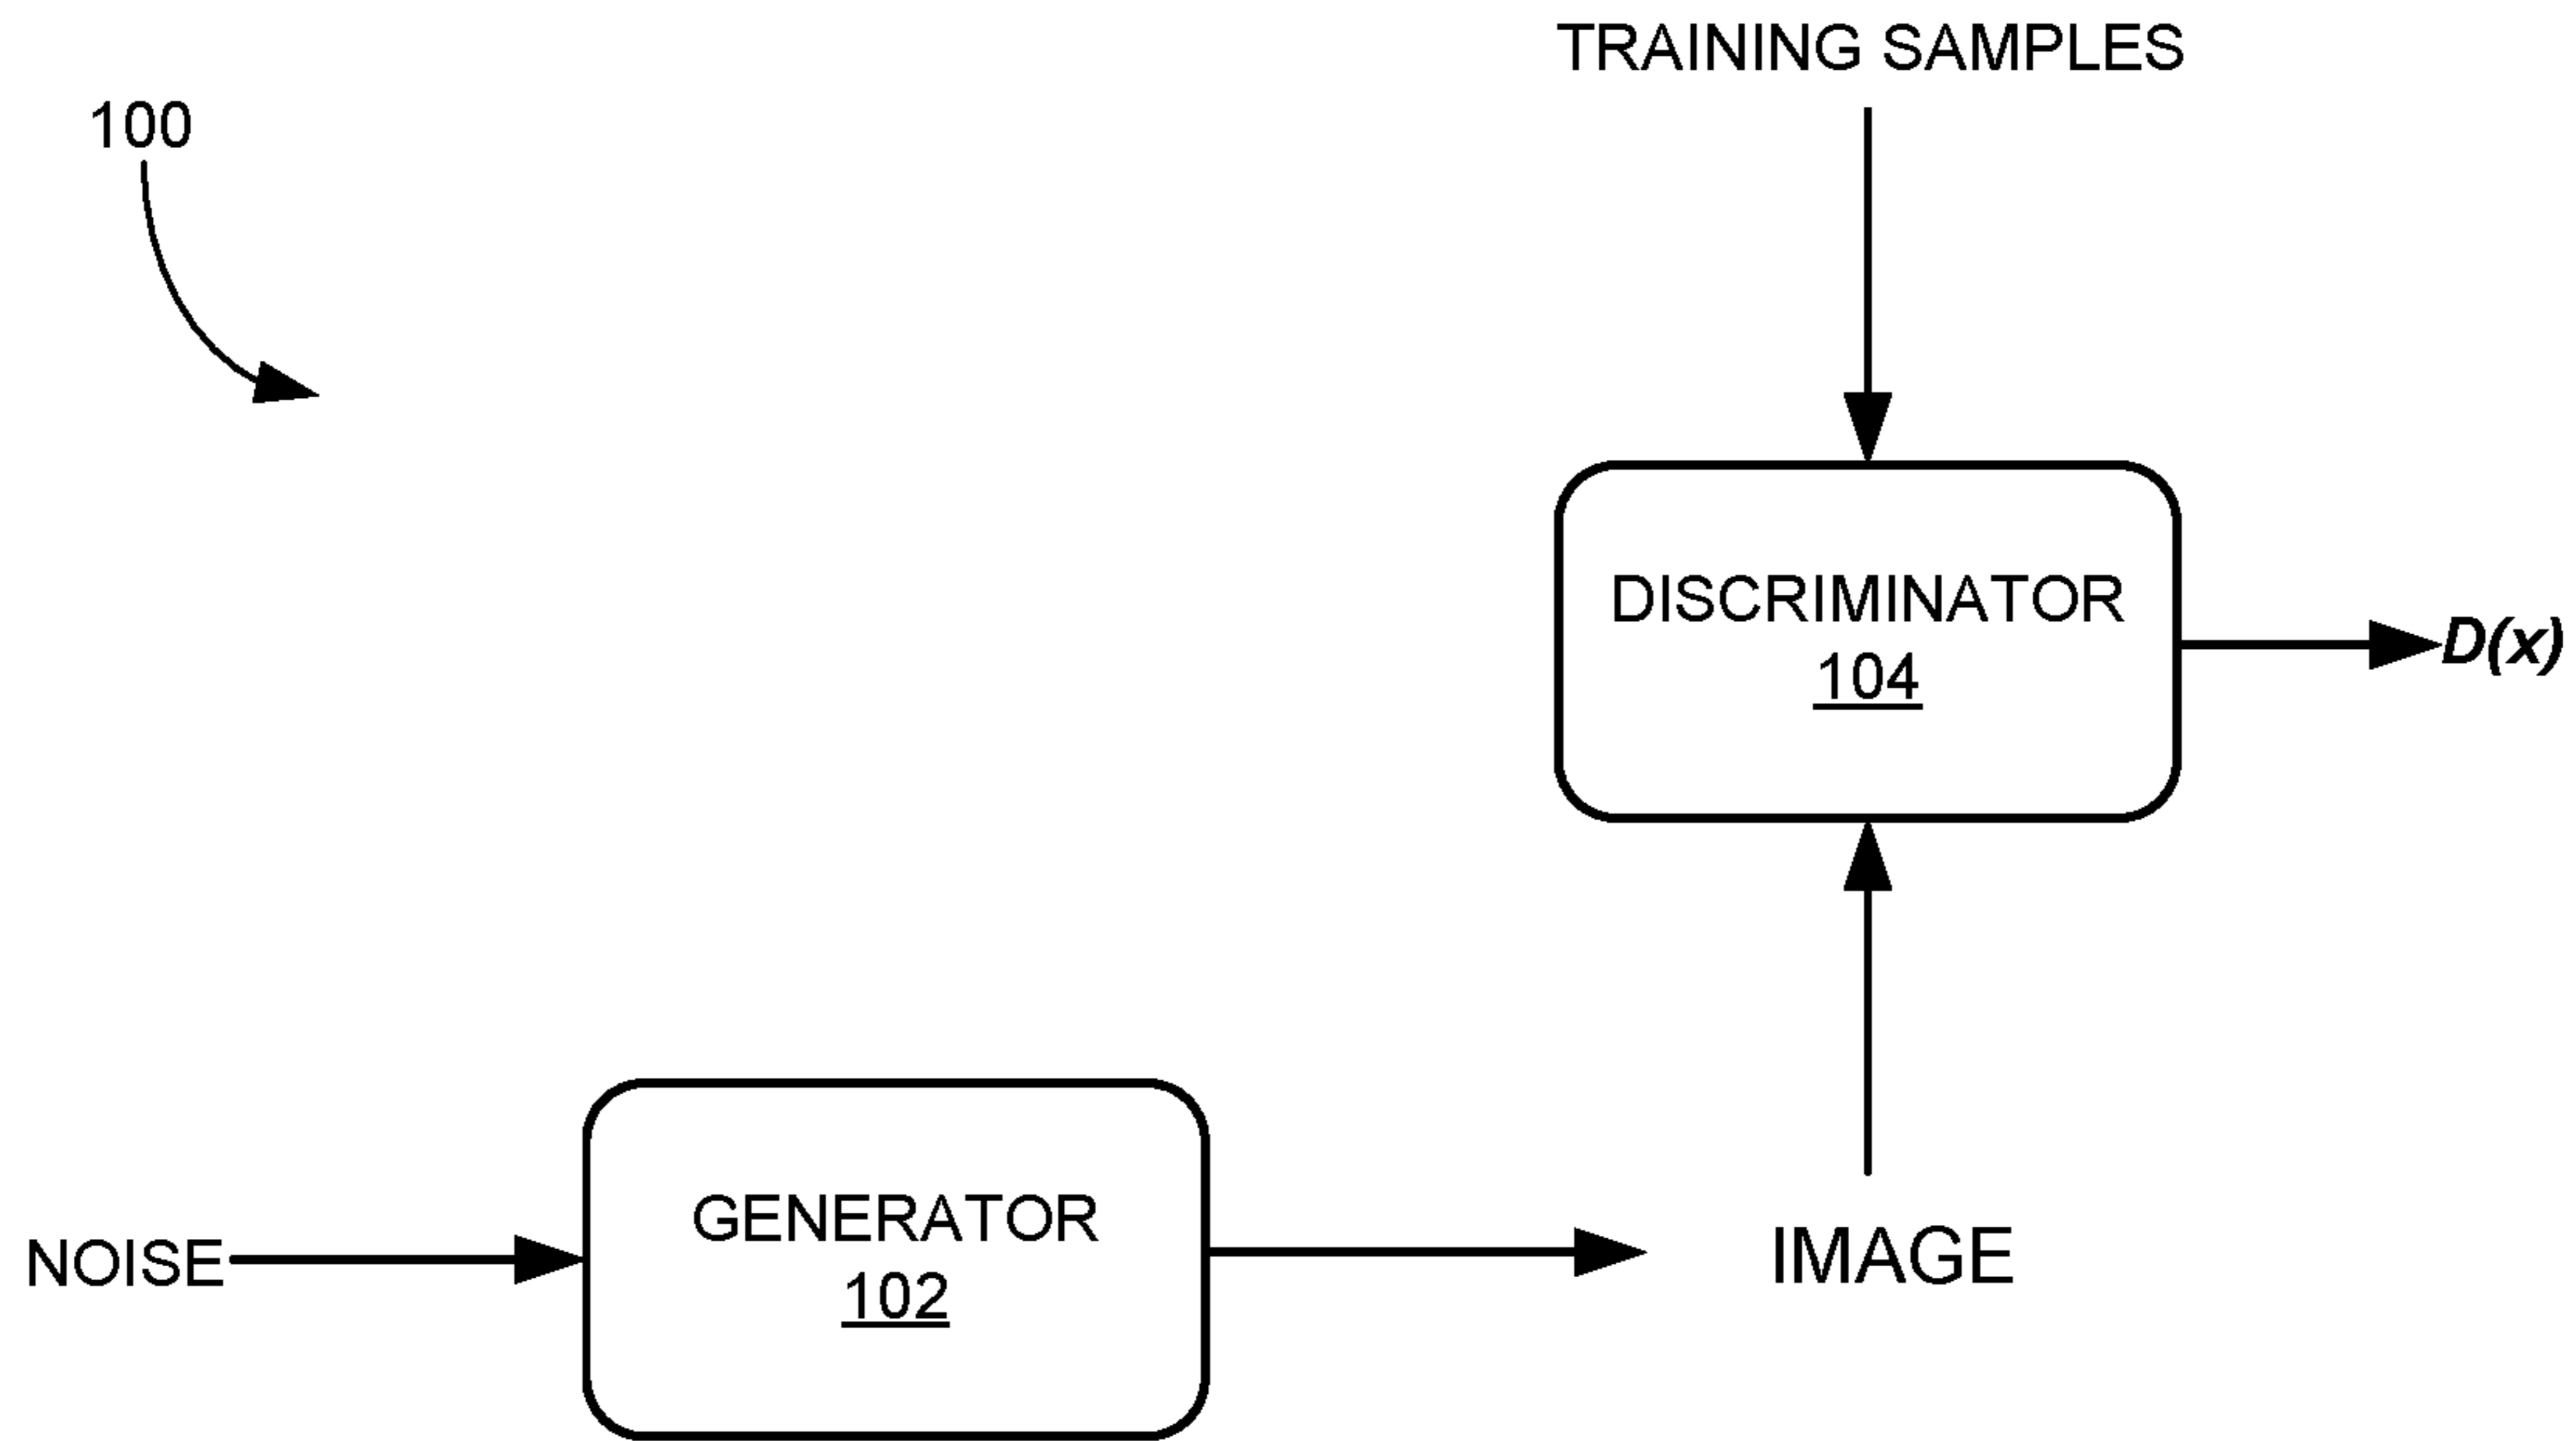 TRAINING SAMPLES
100
DISCRIMINATOR
104
D(x)
GENERATOR
102
NOISE
IMAGE